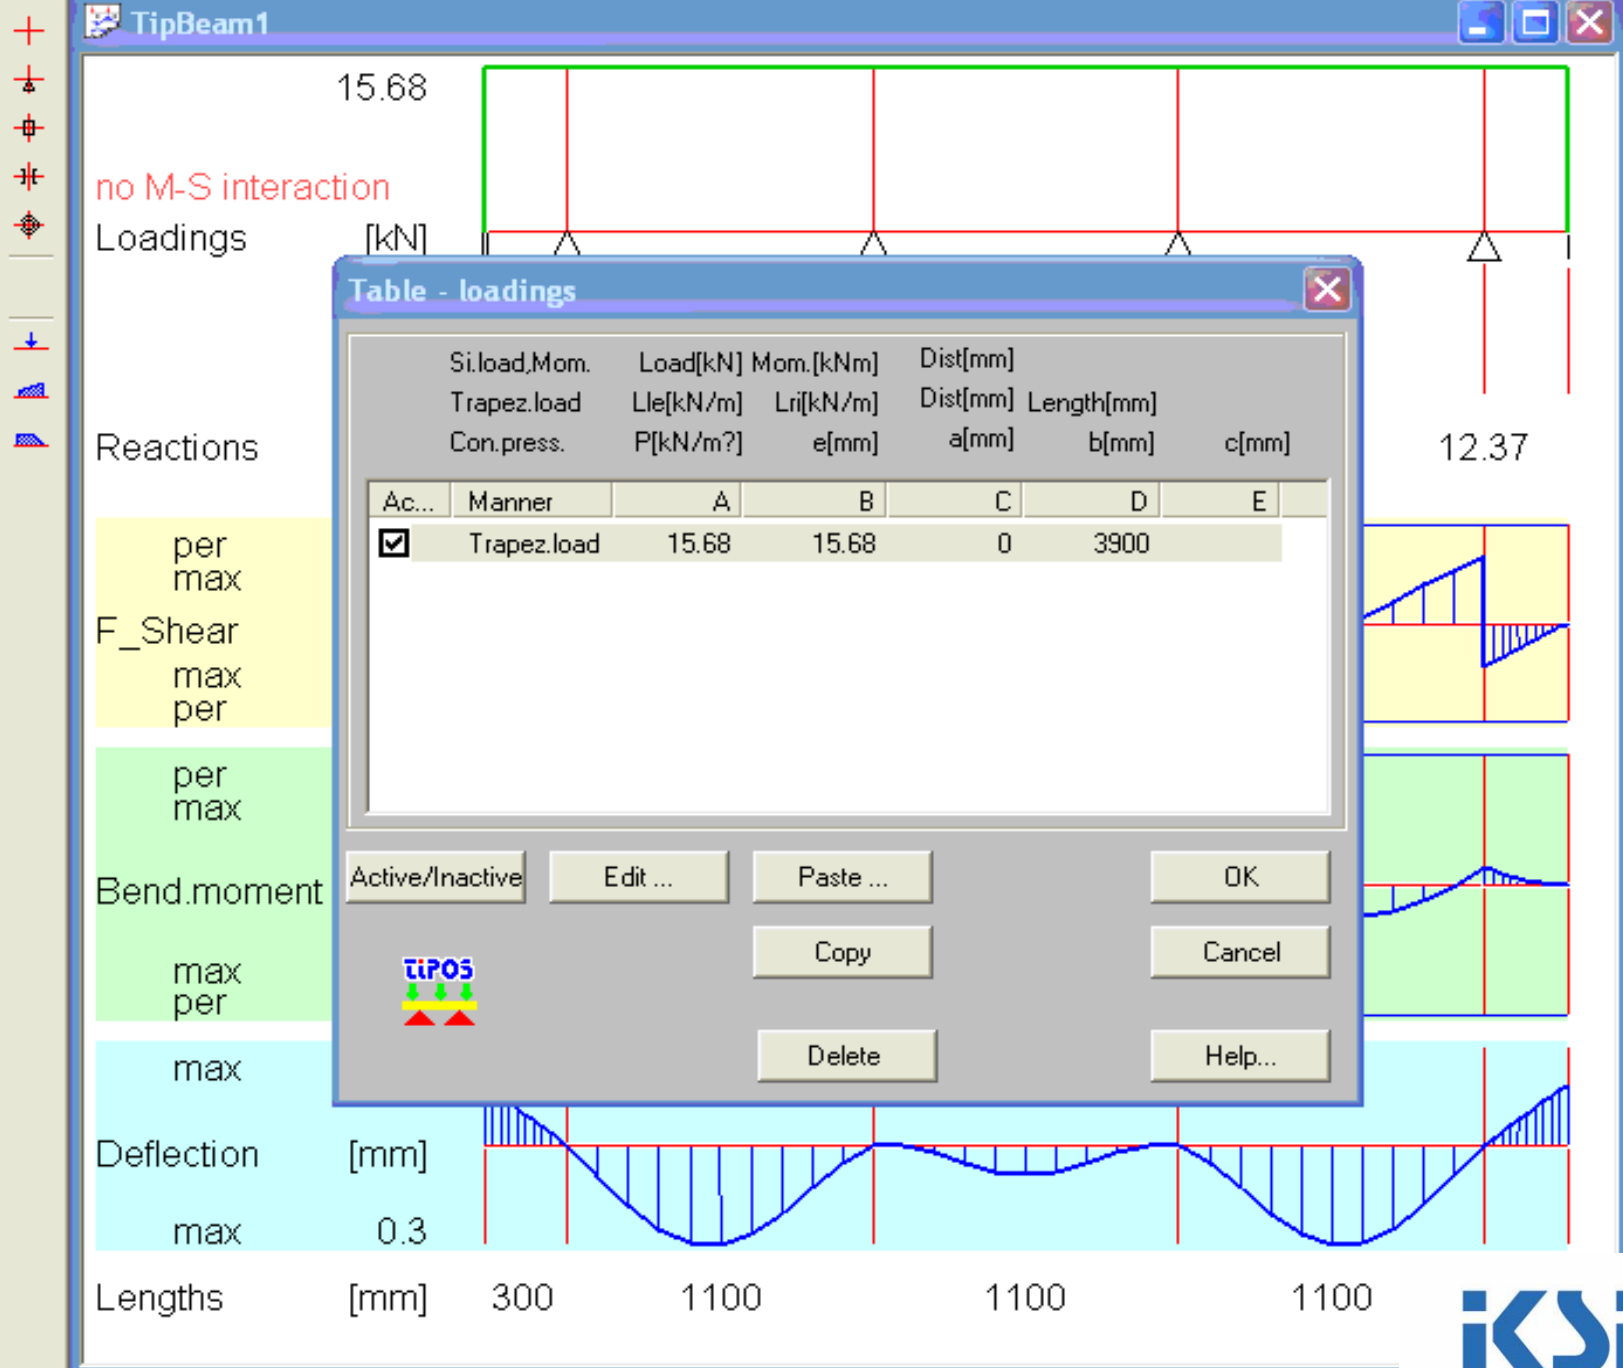 TipBeam1
15.68
no M-S interaction
Loadings [kN]
Table - loadings
Si.load,Mom. Load[kN] Mom.[kNm] Dist[mm]
Trapez.load Lle[kN/m] Lri[kN/m] Dist[mm] Length[mm]
Con.press. P[kN/m?] e[mm] a[mm] b[mm] c[mm]
Reactions 12.37
Ac... Manner A B C D E
Trapez.load 15.68 15.68 0 3900
per
max
F_Shear
max
per
per
max
Bend.moment
max
per
Active/Inactive Edit ... Paste ... OK
Copy Cancel
TiPOS
Delete Help...
max
Deflection [mm]
max 0.3
Lengths [mm] 300 1100 1100 1100
iKSi